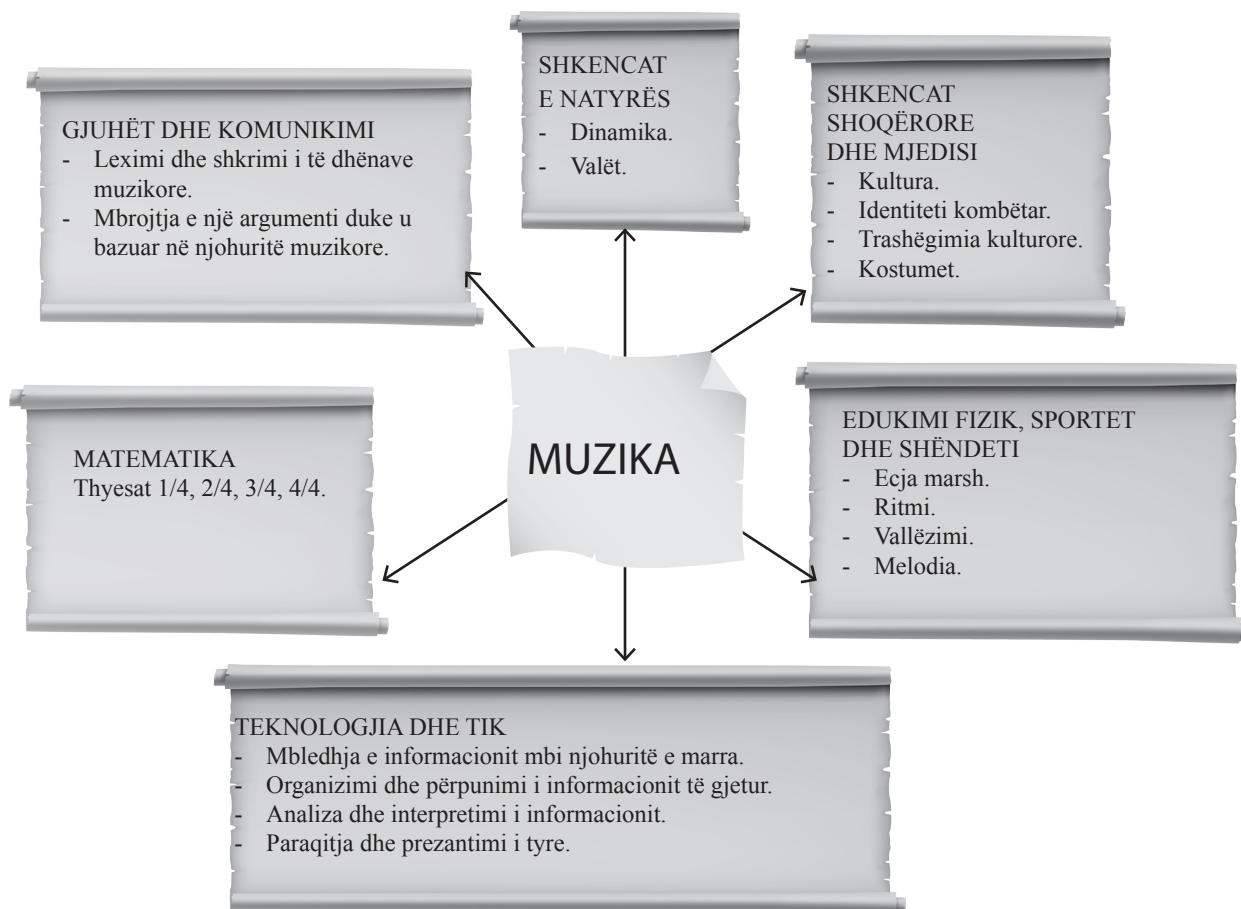 GJUHËT DHE KOMUNIKIMI
- Leximi dhe shkrimi i të dhënave
muzikore.
- Mbrojtja e një argumenti duke u
bazuar në njohuritë muzikore.
SHKENCAT
E NATYRËS
- Dinamika.
- Valët.
SHKENCAT
SHOQËRORE
DHE MJEDISI
- Kultura.
- Identiteti kombëtar.
- Trashëgimia kulturore.
- Kostumet.
MATEMATIKA
Thyesat 1/4, 2/4, 3/4, 4/4.
MUZIKA
EDUKIMI FIZIK, SPORTET
DHE SHËNDETI
- Ecja marsh.
- Ritmi.
- Vallëzimi.
- Melodia.
TEKNOLOGJIA DHE TIK
- Mbledhja e informacionit mbi njohuritë e marra.
- Organizimi dhe përpunimi i informacionit të gjetur.
- Analiza dhe interpretimi i informacionit.
- Paraqitja dhe prezantimi i tyre.